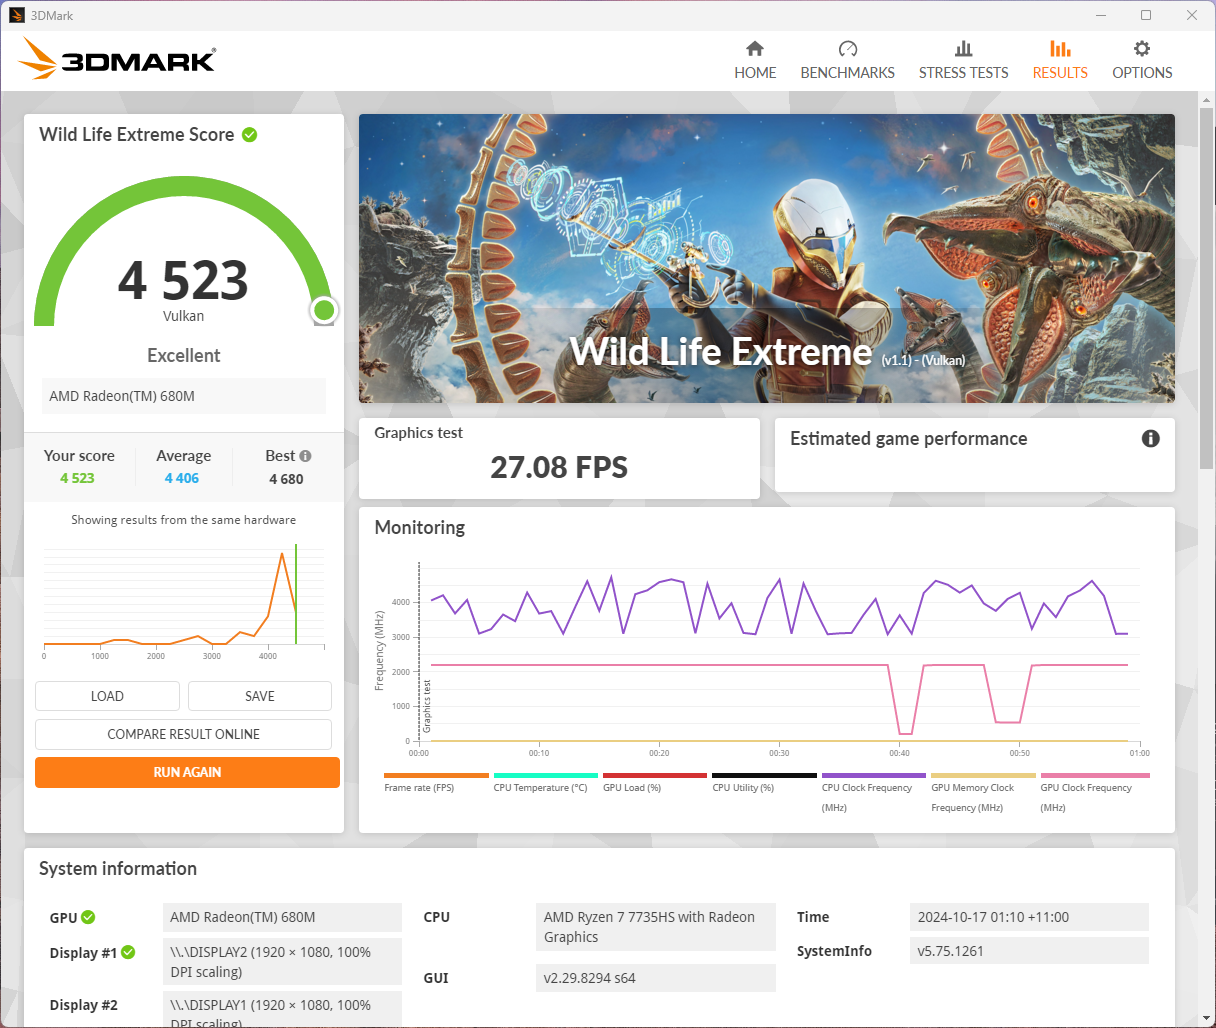 3DMark
3DMARK®
HOME
BENCHMARKS
STRESS TESTS
RESULTS
OPTIONS
Wild Life Extreme Score
4 523
Vulkan
Excellent
AMD Radeon(TM) 680M
Your score
Average
Best
4 523
4 406
4 680
Showing results from the same hardware
0 1000 2000 3000 4000
LOAD
SAVE
COMPARE RESULT ONLINE
RUN AGAIN
Wild Life Extreme (v1.1) - (Vulkan)
Graphics test
27.08 FPS
Estimated game performance
Monitoring
Frequency (MHz)
4000
3000
2000
1000
0
Graphics test
00:00 00:10 00:20 00:30 00:40 00:50 01:00
Frame rate (FPS)
CPU Temperature (°C)
GPU Load (%)
CPU Utility (%)
CPU Clock Frequency
(MHz)
GPU Memory Clock
Frequency (MHz)
GPU Clock Frequency
(MHz)
System information
GPU
AMD Radeon(TM) 680M
Display #1
\\.\DISPLAY2 (1920 × 1080, 100%
DPI scaling)
Display #2
\\.\DISPLAY1 (1920 × 1080, 100%
DPI scaling)
CPU
AMD Ryzen 7 7735HS with Radeon
Graphics
GUI
v2.29.8294 s64
Time
2024-10-17 01:10 +11:00
SystemInfo
v5.75.1261